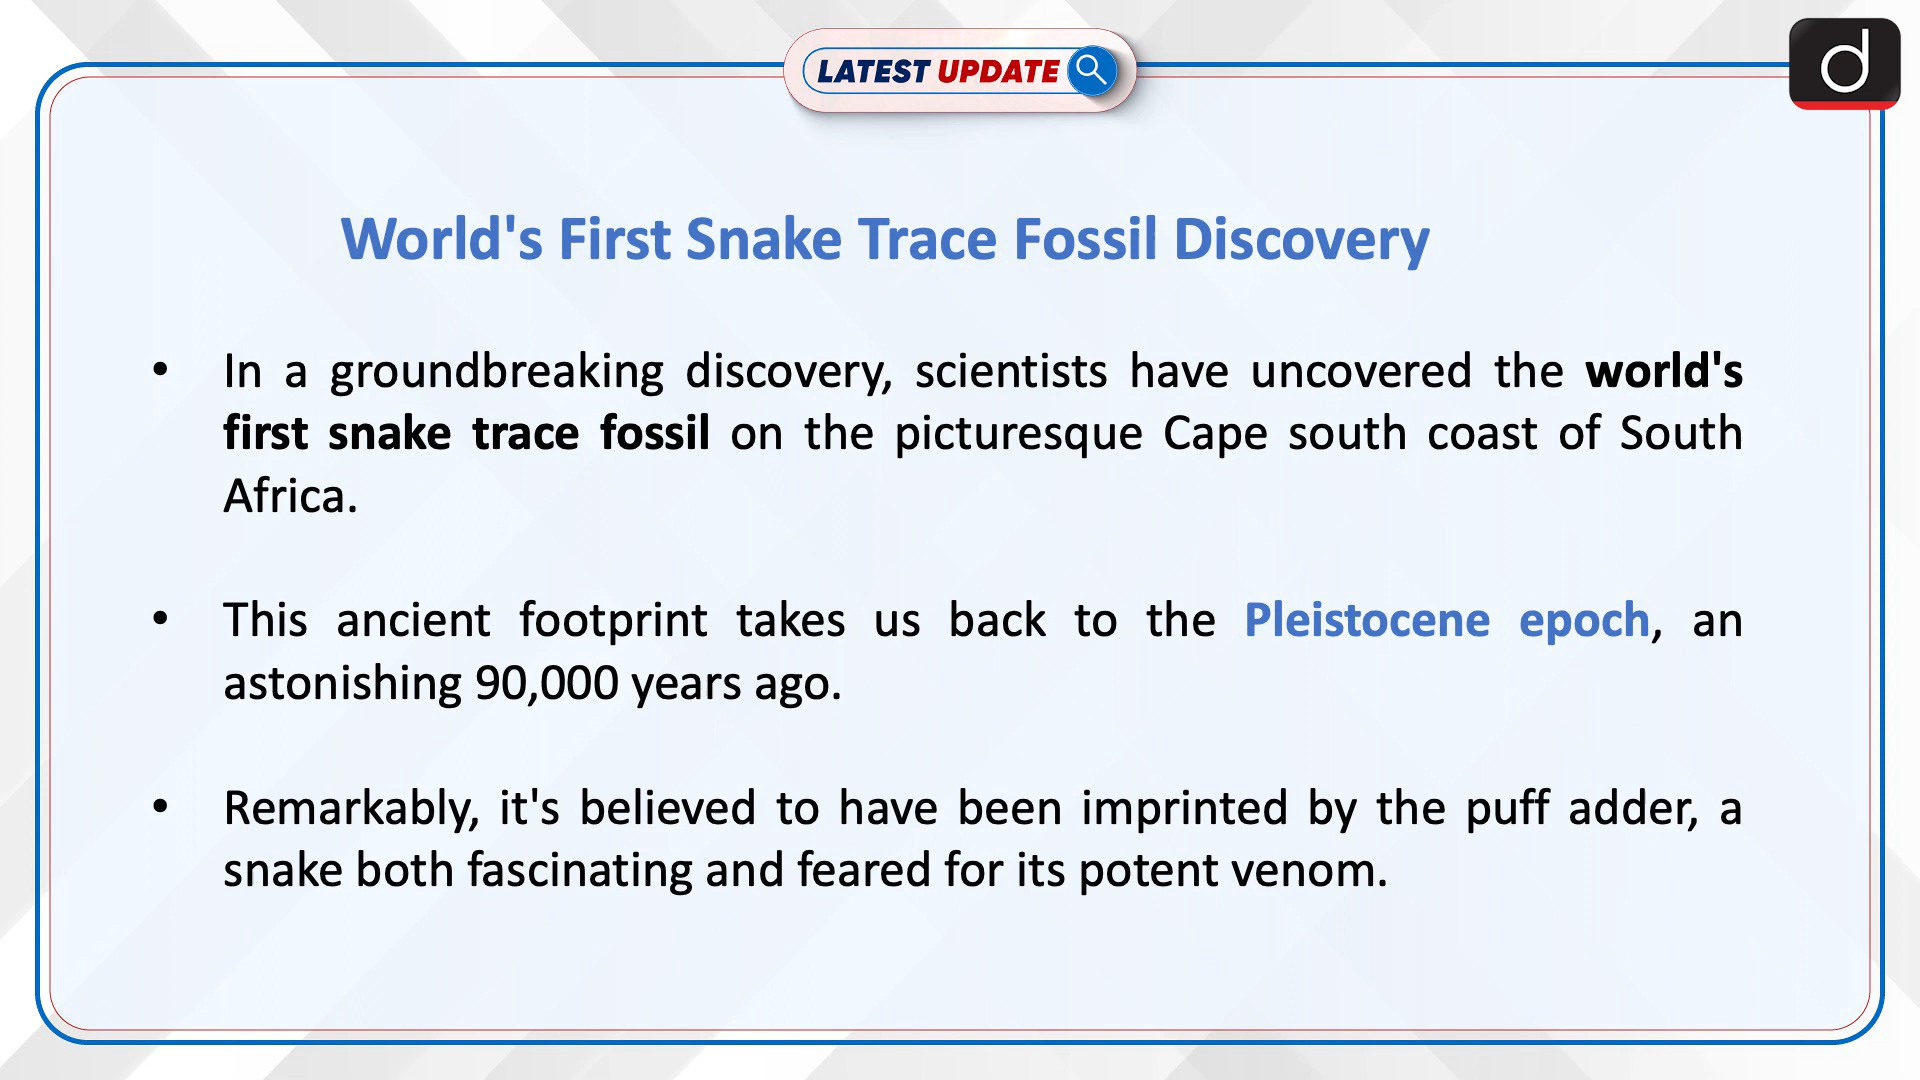 LATEST UPDATE
d
World's First Snake Trace Fossil Discovery
• In a groundbreaking discovery, scientists have uncovered the world's
first snake trace fossil on the picturesque Cape south coast of South
Africa.
• This ancient footprint takes us back to the Pleistocene epoch, an
astonishing 90,000 years ago.
• Remarkably, it's believed to have been imprinted by the puff adder, a
snake both fascinating and feared for its potent venom.